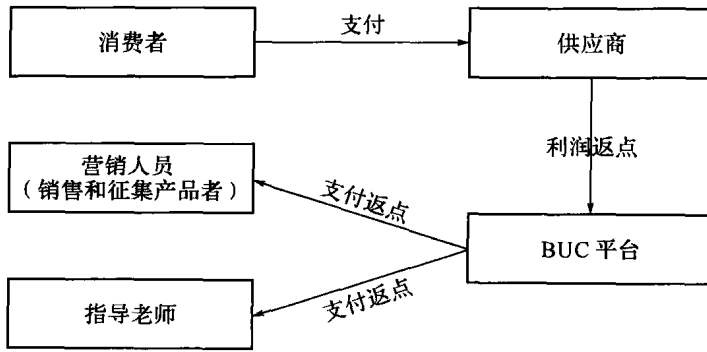 消费者
支付
供应商
利润返点
营销人员
（销售和征集产品者）
支付返点
BUC 平台
支付返点
指导老师